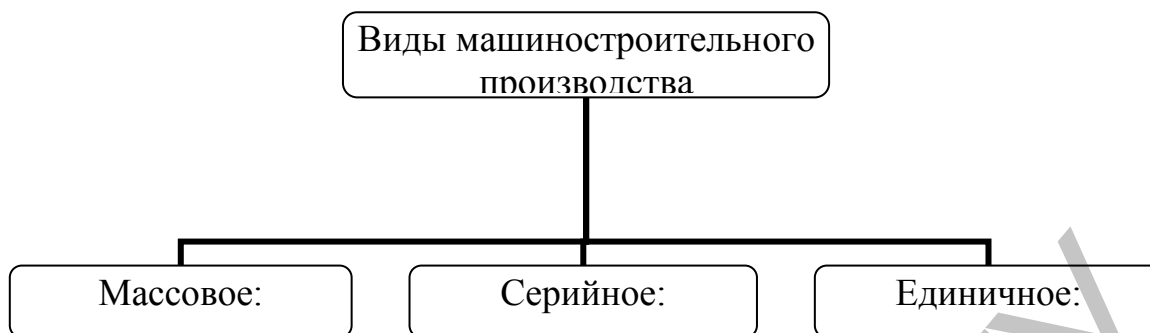 Виды машиностроительного
производства
Массовое:
Серийное:
Единичное: